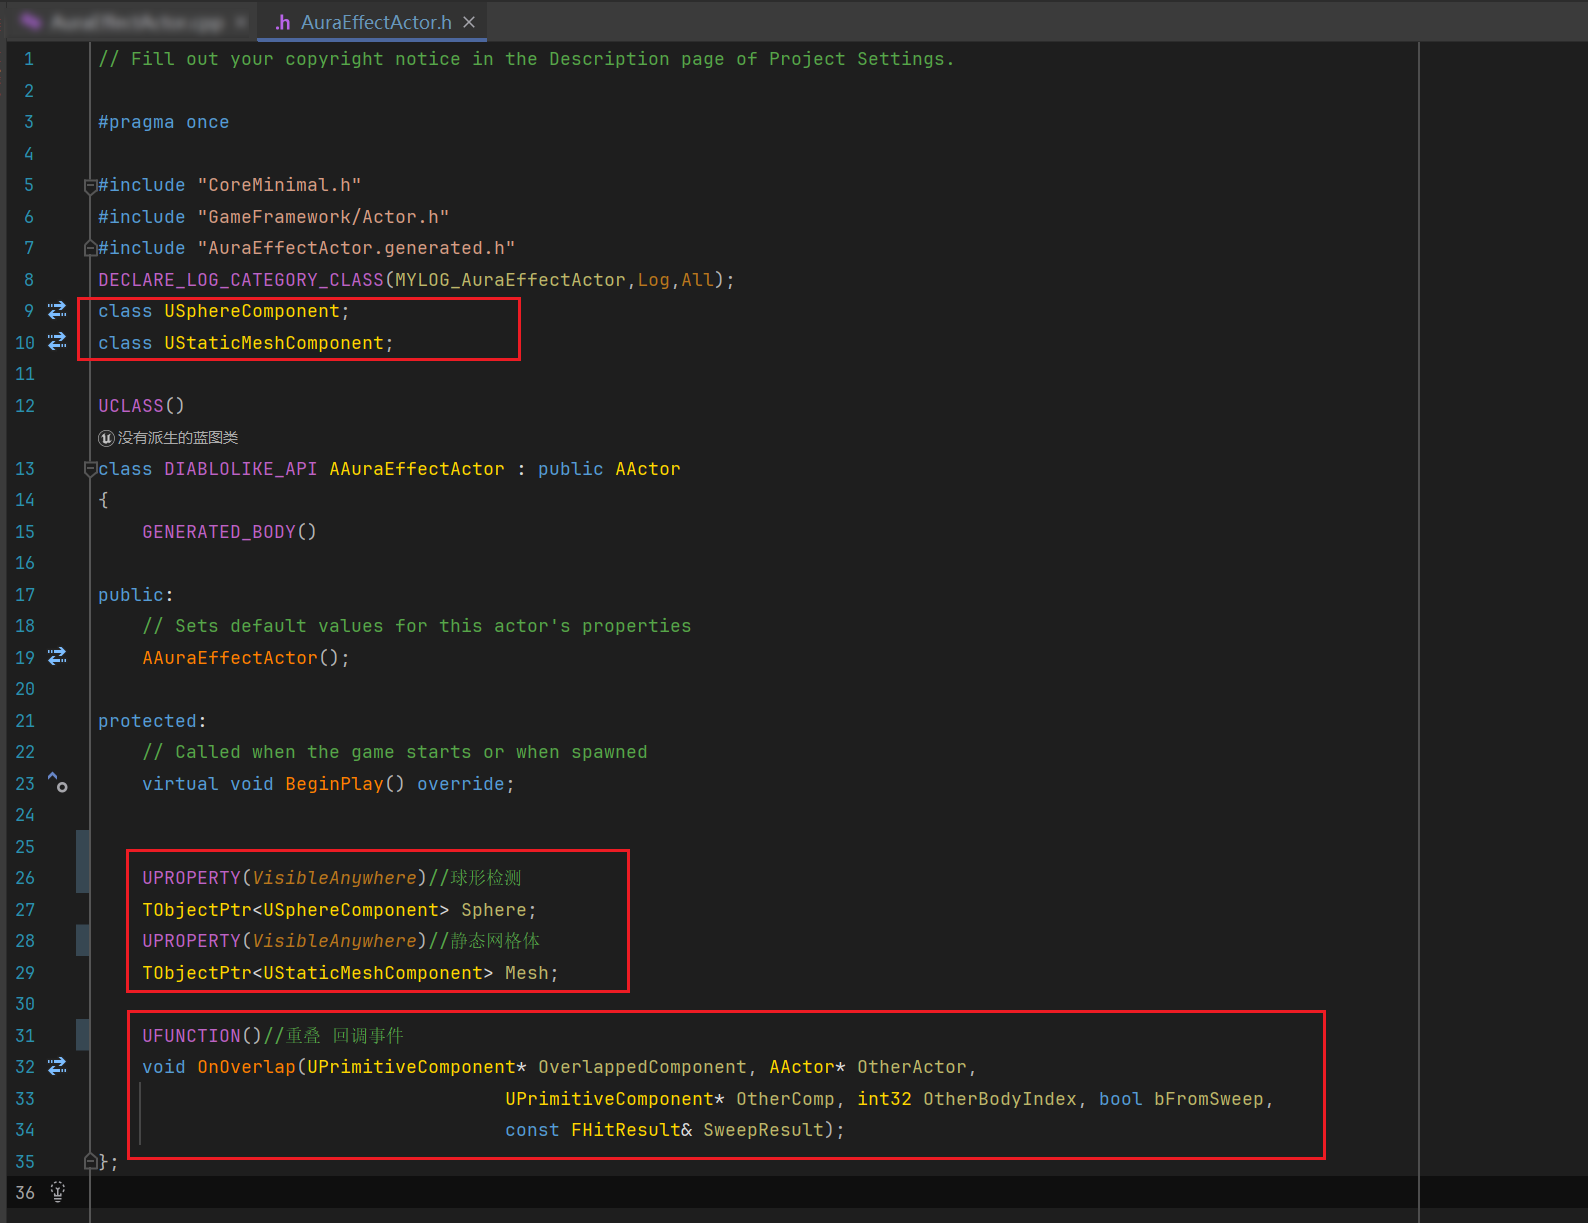 AuraEffectActor.h
1 // Fill out your copyright notice in the Description page of Project Settings.
2
3 #pragma once
4
5 #include "CoreMinimal.h"
6 #include "GameFramework/Actor.h"
7 #include "AuraEffectActor.generated.h"
8 DECLARE_LOG_CATEGORY_CLASS(MYLOG_AuraEffectActor,Log,All);
9 class USphereComponent;
10 class UStaticMeshComponent;
11
12 UCLASS()
没有派生的蓝图类
13 class DIABLOLIKE_API AAuraEffectActor : public AActor
14 {
15 GENERATED_BODY()
16
17 public:
18 // Sets default values for this actor's properties
19 AAuraEffectActor();
20
21 protected:
22 // Called when the game starts or when spawned
23 virtual void BeginPlay() override;
24
25
26 UPROPERTY(VisibleAnywhere)//球形检测
27 TObjectPtr<USphereComponent> Sphere;
28 UPROPERTY(VisibleAnywhere)//静态网格体
29 TObjectPtr<UStaticMeshComponent> Mesh;
30
31 UFUNCTION()//重叠 回调事件
32 void OnOverlap(UPrimitiveComponent* OverlappedComponent, AActor* OtherActor,
33 UPrimitiveComponent* OtherComp, int32 OtherBodyIndex, bool bFromSweep,
34 const FHitResult& SweepResult);
35 };
36